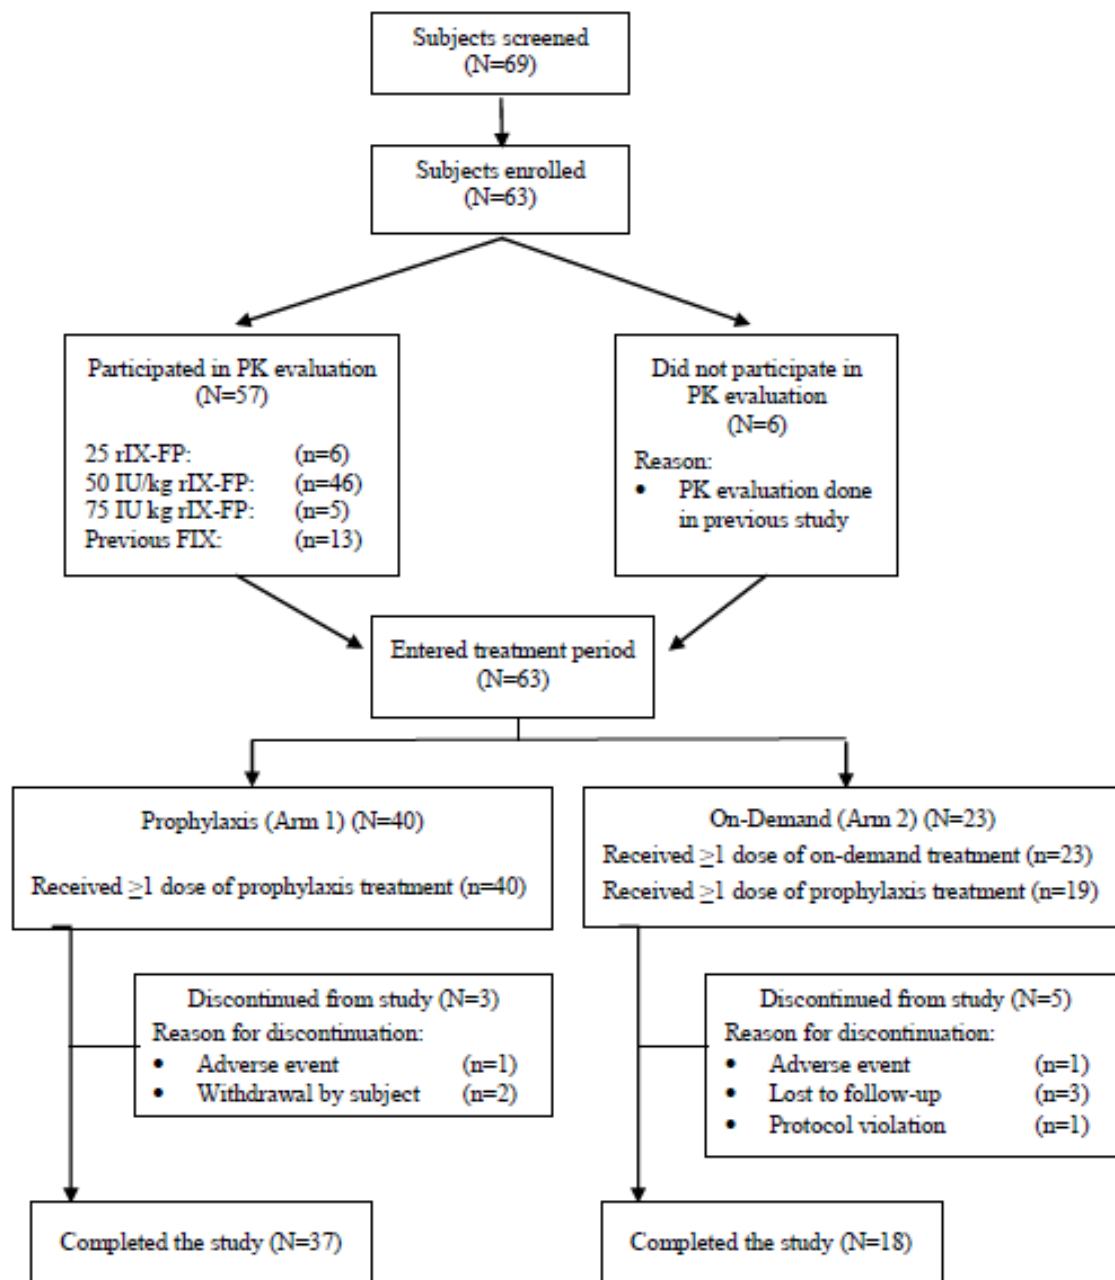 Subjects screened
(N=69)
Subjects enrolled
(N=63)
Participated in PK evaluation
(N=57)
25 rIX-FP: (n=6)
50 IU/kg rIX-FP: (n=46)
75 IU kg rIX-FP: (n=5)
Previous FIX: (n=13)
Did not participate in
PK evaluation
(N=6)
Reason:
• PK evaluation done
in previous study
Entered treatment period
(N=63)
Prophylaxis (Arm 1) (N=40)
Received ≥1 dose of prophylaxis treatment (n=40)
On-Demand (Arm 2) (N=23)
Received ≥1 dose of on-demand treatment (n=23)
Received ≥1 dose of prophylaxis treatment (n=19)
Discontinued from study (N=3)
Reason for discontinuation:
• Adverse event (n=1)
• Withdrawal by subject (n=2)
Discontinued from study (N=5)
Reason for discontinuation:
• Adverse event (n=1)
• Lost to follow-up (n=3)
• Protocol violation (n=1)
Completed the study (N=37)
Completed the study (N=18)